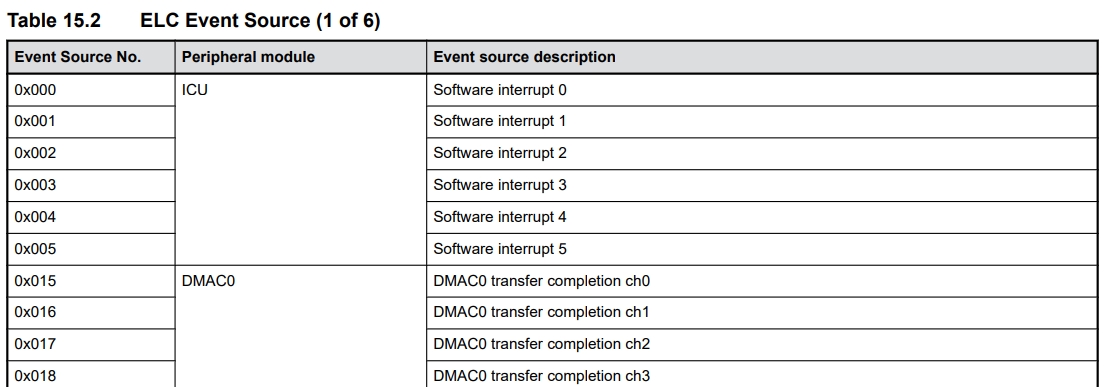 Table 15.2 ELC Event Source (1 of 6)
Event Source No. Peripheral module Event source description
0x000 ICU Software interrupt 0
0x001 Software interrupt 1
0x002 Software interrupt 2
0x003 Software interrupt 3
0x004 Software interrupt 4
0x005 Software interrupt 5
0x015 DMAC0 DMAC0 transfer completion ch0
0x016 DMAC0 transfer completion ch1
0x017 DMAC0 transfer completion ch2
0x018 DMAC0 transfer completion ch3